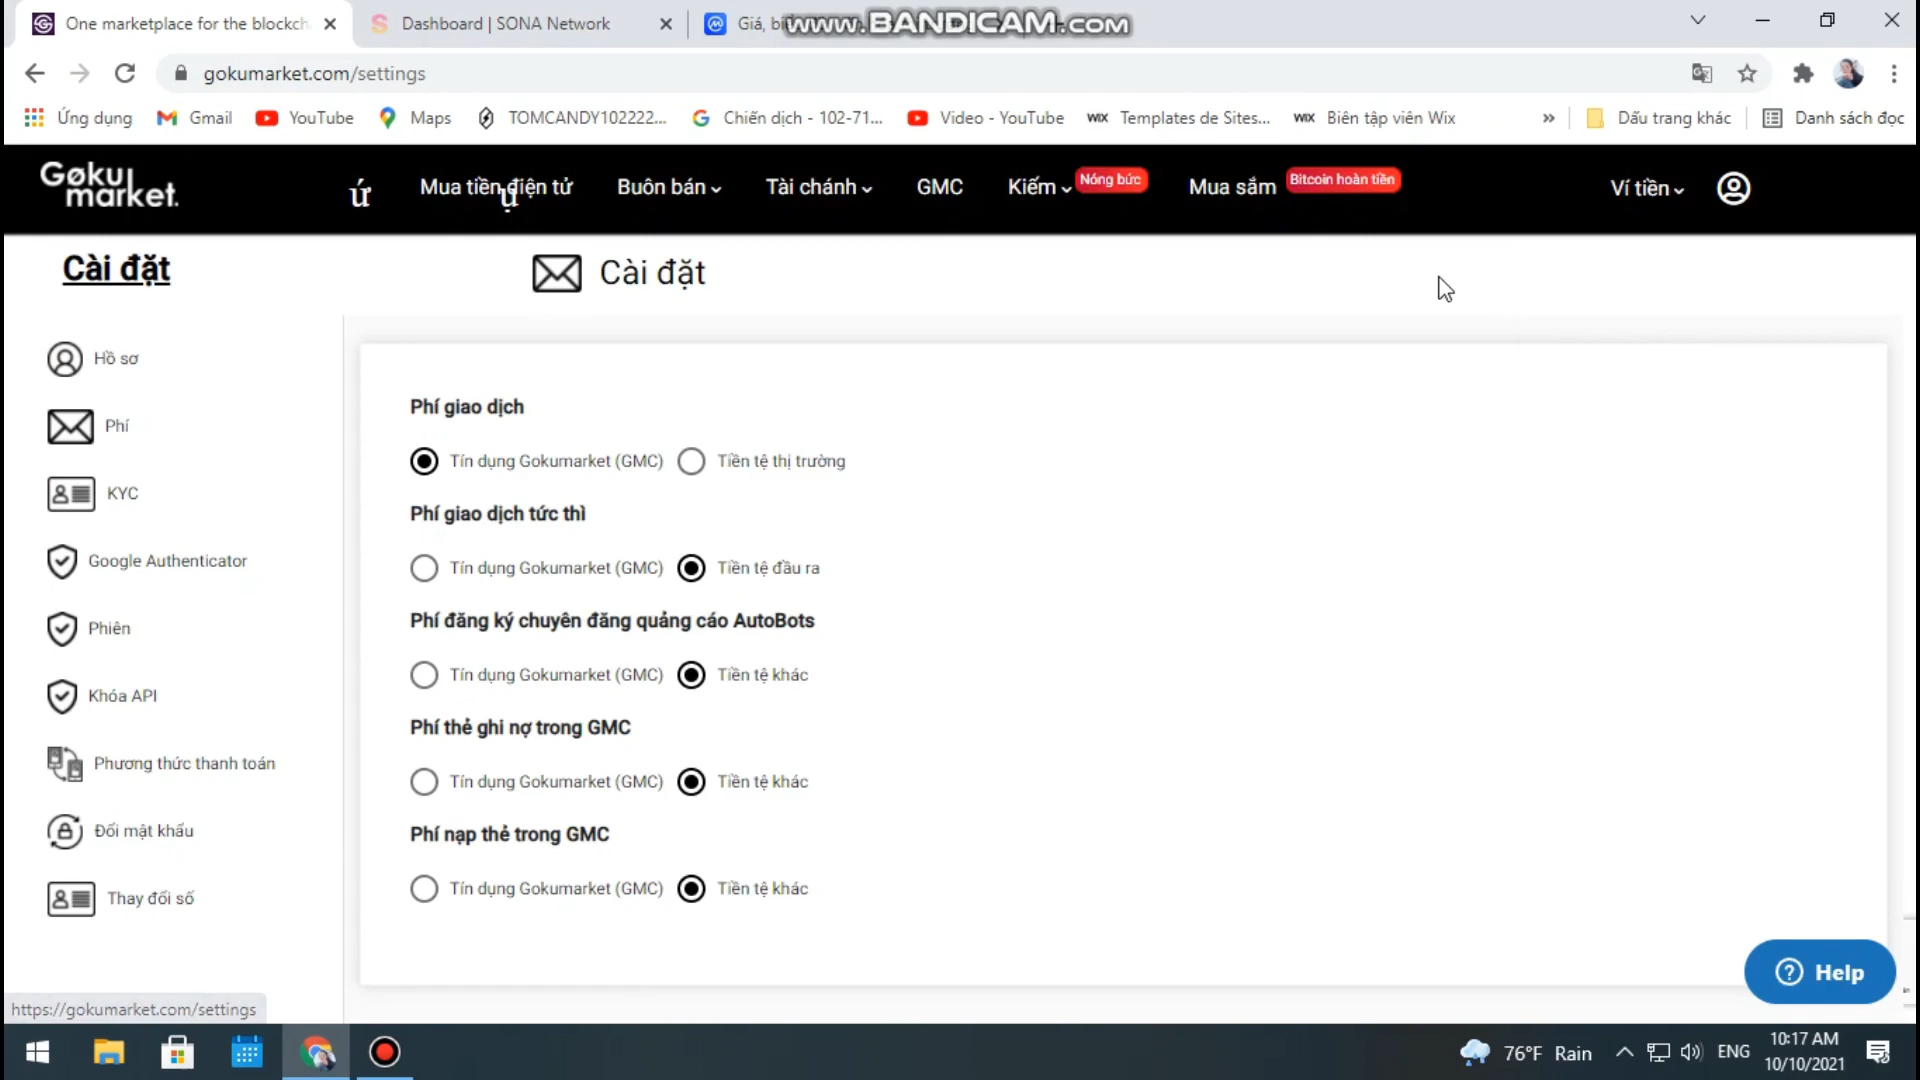 One marketplace for the blockch
Dashboard | SONA Network
Giá, bi
www.BANDICAM.com
gokumarket.com/settings
Ứng dụng
Gmail
YouTube
Maps
TOMCANDY102222...
Chiến dịch - 102-71...
Video - YouTube
WIX Templates de Sites...
WIX Biên tập viên Wix
»
Dấu trang khác
Danh sách đọc
Gøku market.
ứ
Mua tiền điện tử
ự
Buôn bán
Tài chánh
GMC
Kiếm
Nóng bức
Mua sắm
Bitcoin hoàn tiền
Ví tiền
Cài đặt
Cài đặt
Hồ sơ
Phí
KYC
Google Authenticator
Phiên
Khóa API
Phương thức thanh toán
Đổi mật khẩu
Thay đổi số
Phí giao dịch
Tín dụng Gokumarket (GMC) Tiền tệ thị trường
Phí giao dịch tức thì
Tín dụng Gokumarket (GMC) Tiền tệ đầu ra
Phí đăng ký chuyên đăng quảng cáo AutoBots
Tín dụng Gokumarket (GMC) Tiền tệ khác
Phí thẻ ghi nợ trong GMC
Tín dụng Gokumarket (GMC) Tiền tệ khác
Phí nạp thẻ trong GMC
Tín dụng Gokumarket (GMC) Tiền tệ khác
Help
https://gokumarket.com/settings
76°F Rain
ENG
10:17 AM
10/10/2021